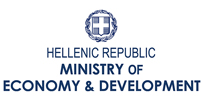 HELLENIC REPUBLIC
MINISTRY OF
ECONOMY & DEVELOPMENT